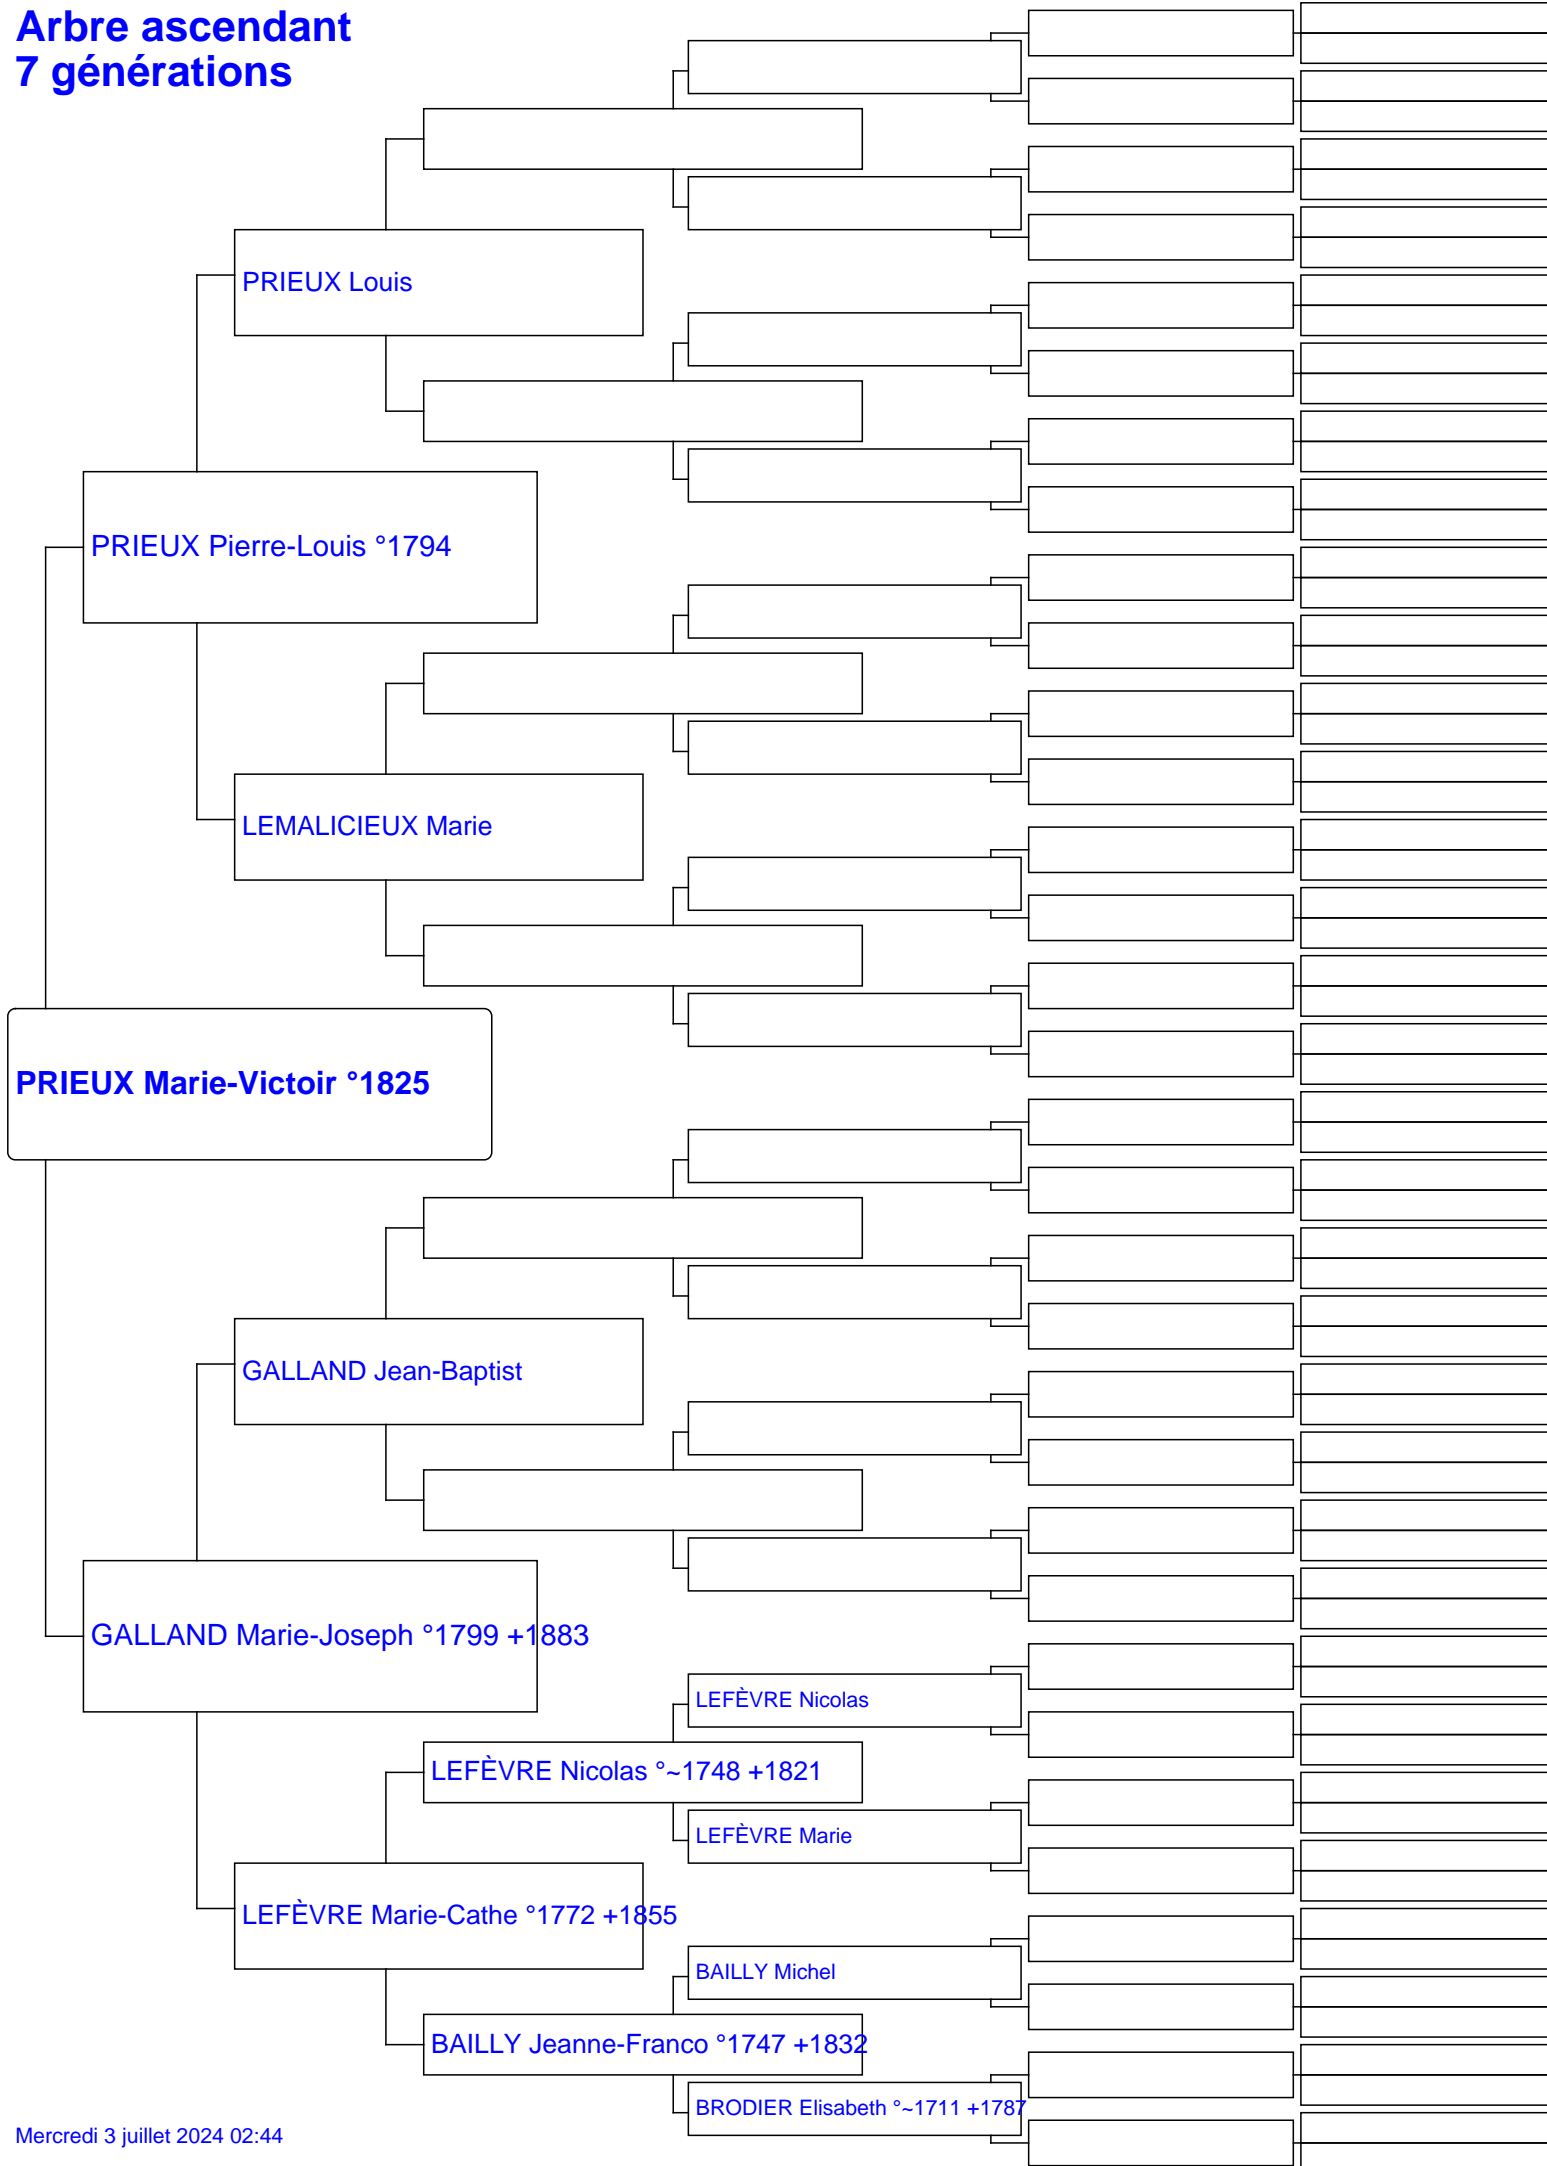 Arbre ascendant
7 générations
PRIEUX Louis
PRIEUX Pierre-Louis °1794
LEMALICIEUX Marie
PRIEUX Marie-Victoir °1825
GALLAND Jean-Baptist
GALLAND Marie-Joseph °1799 +1883
LEFÈVRE Nicolas
LEFÈVRE Nicolas °~1748 +1821
LEFÈVRE Marie
LEFÈVRE Marie-Cathe °1772 +1855
BAILLY Michel
BAILLY Jeanne-Franco °1747 +1832
BRODIER Elisabeth °~1711 +1787
Mercredi 3 juillet 2024 02:44